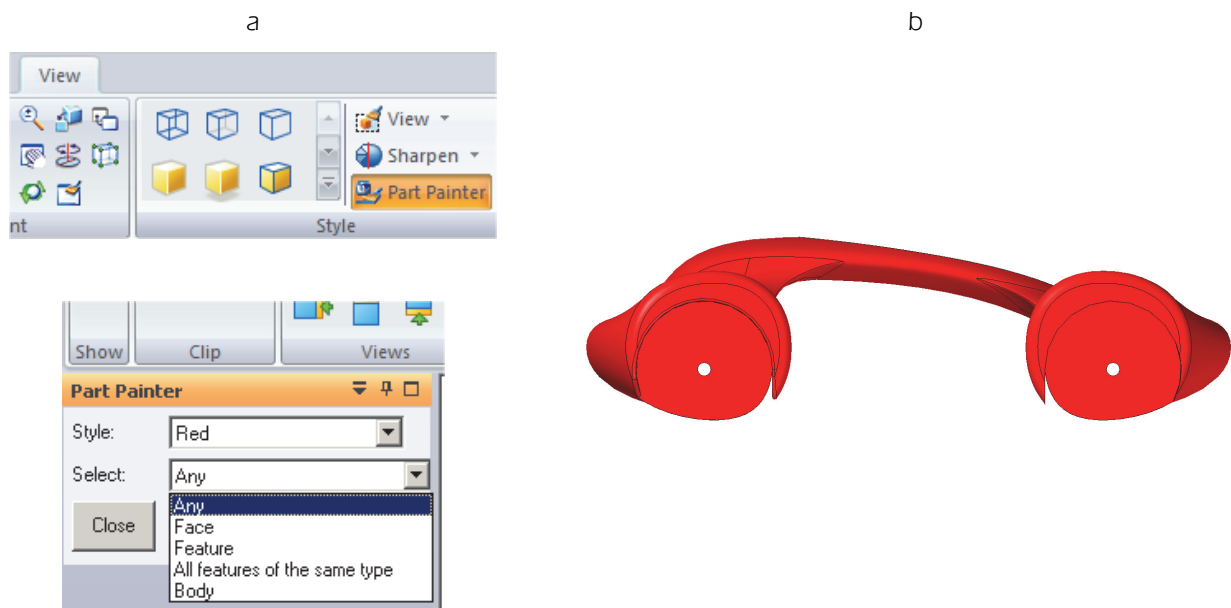 a
b
View
View
Sharpen
Part Painter
nt
Style
Show
Clip
Views
Part Painter
Style:
Red
Select:
Any
Any
Face
Close
Feature
All features of the same type
Body